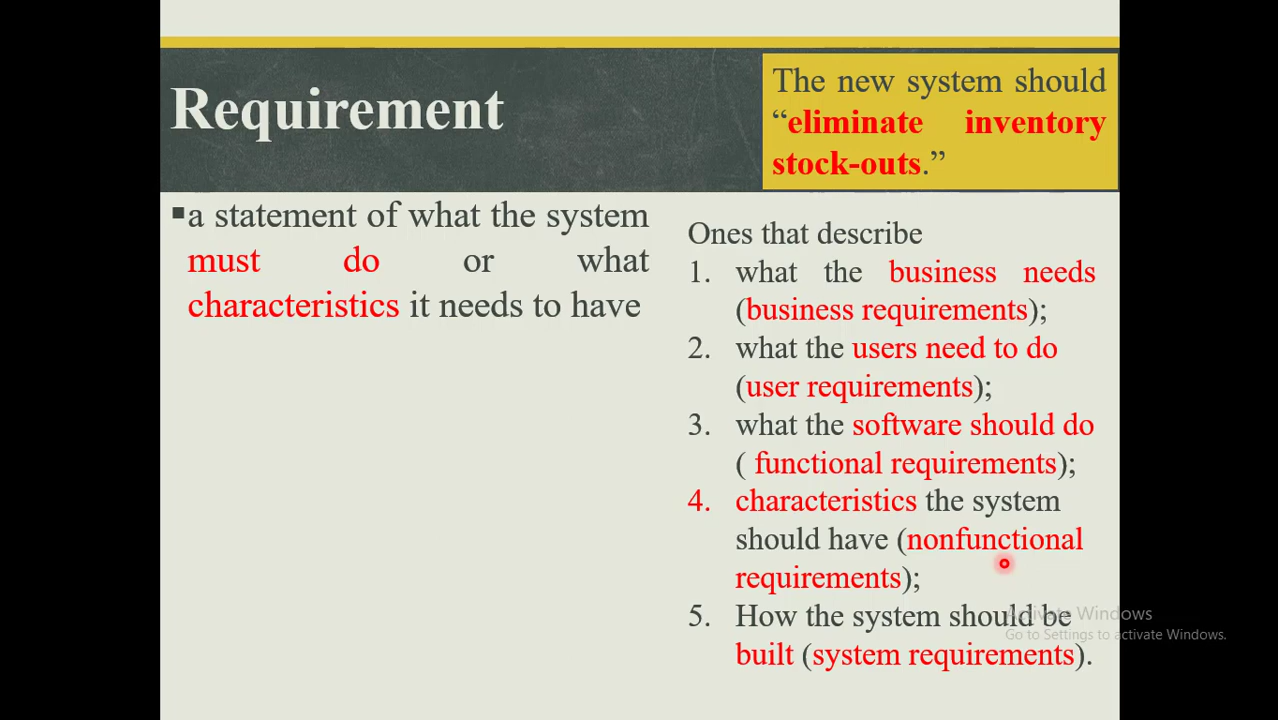 Requirement
The new system should
“eliminate inventory
stock-outs.”
▪a statement of what the system
must do or what
characteristics it needs to have
Ones that describe
1. what the business needs
(business requirements);
2. what the users need to do
(user requirements);
3. what the software should do
( functional requirements);
4. characteristics the system
should have (nonfunctional
requirements);
5. How the system should be
built (system requirements).
Activate Windows
Go to Settings to activate Windows.